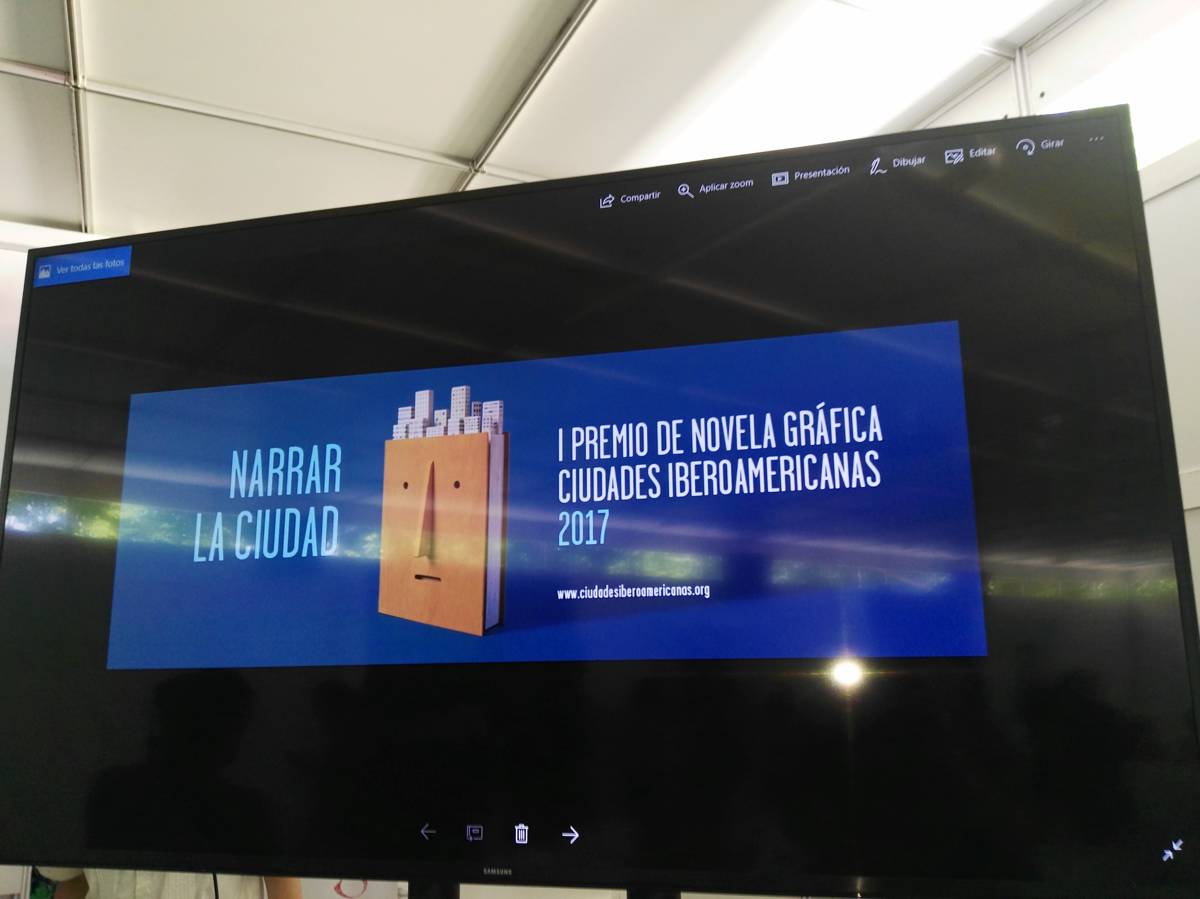 Compartir
Aplicar zoom
Presentación
Dibujar
Editar
Girar
Ver todas las fotos
NARRAR
LA CIUDAD
I PREMIO DE NOVELA GRÁFICA
CIUDADES IBEROAMERICANAS
2017
www.ciudadesiberoamericanas.org
SAMSUNG